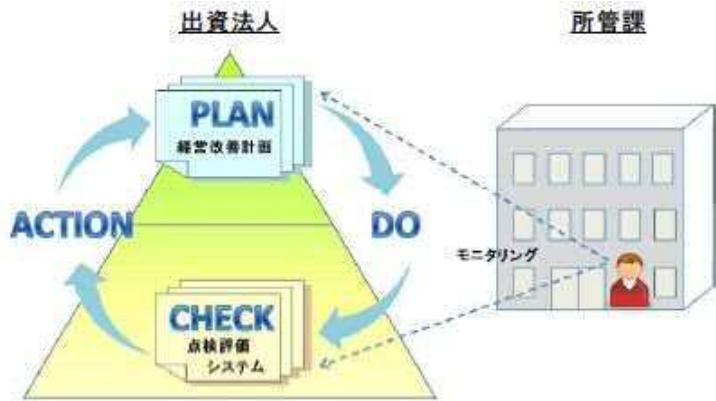 出資法人
所管課
PLAN
経営改善計画
ACTION
DO
モニタリング
CHECK
点検評価
システム